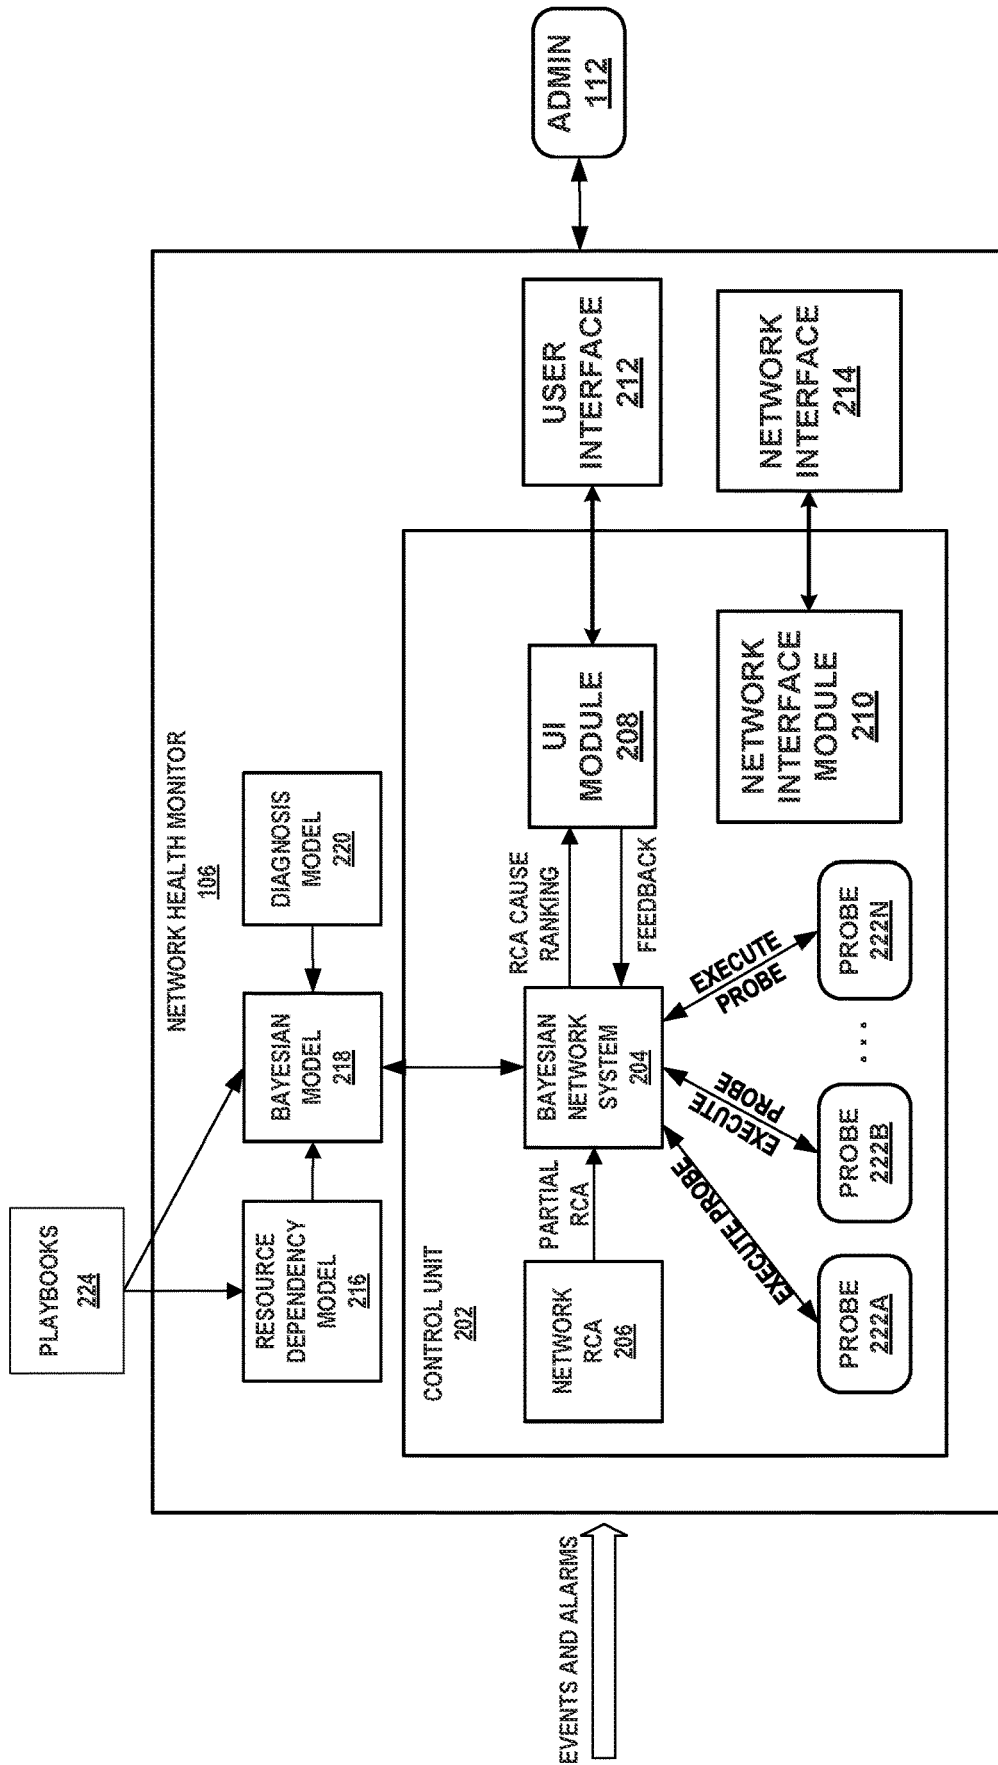 PLAYBOOKS
224
NETWORK HEALTH MONITOR
106
RESOURCE
DEPENDENCY
MODEL
216
BAYESIAN
MODEL
218
DIAGNOSIS
MODEL
220
CONTROL UNIT
202
EVENTS AND ALARMS
NETWORK
RCA
206
PARTIAL
RCA
BAYESIAN
NETWORK
SYSTEM
204
RCA CAUSE
RANKING
FEEDBACK
UI
MODULE
208
USER
INTERFACE
212
ADMIN
112
EXECUTE PROBE
EXECUTE
PROBE
EXECUTE
PROBE
PROBE
222A
PROBE
222B
...
PROBE
222N
NETWORK
INTERFACE
MODULE
210
NETWORK
INTERFACE
214